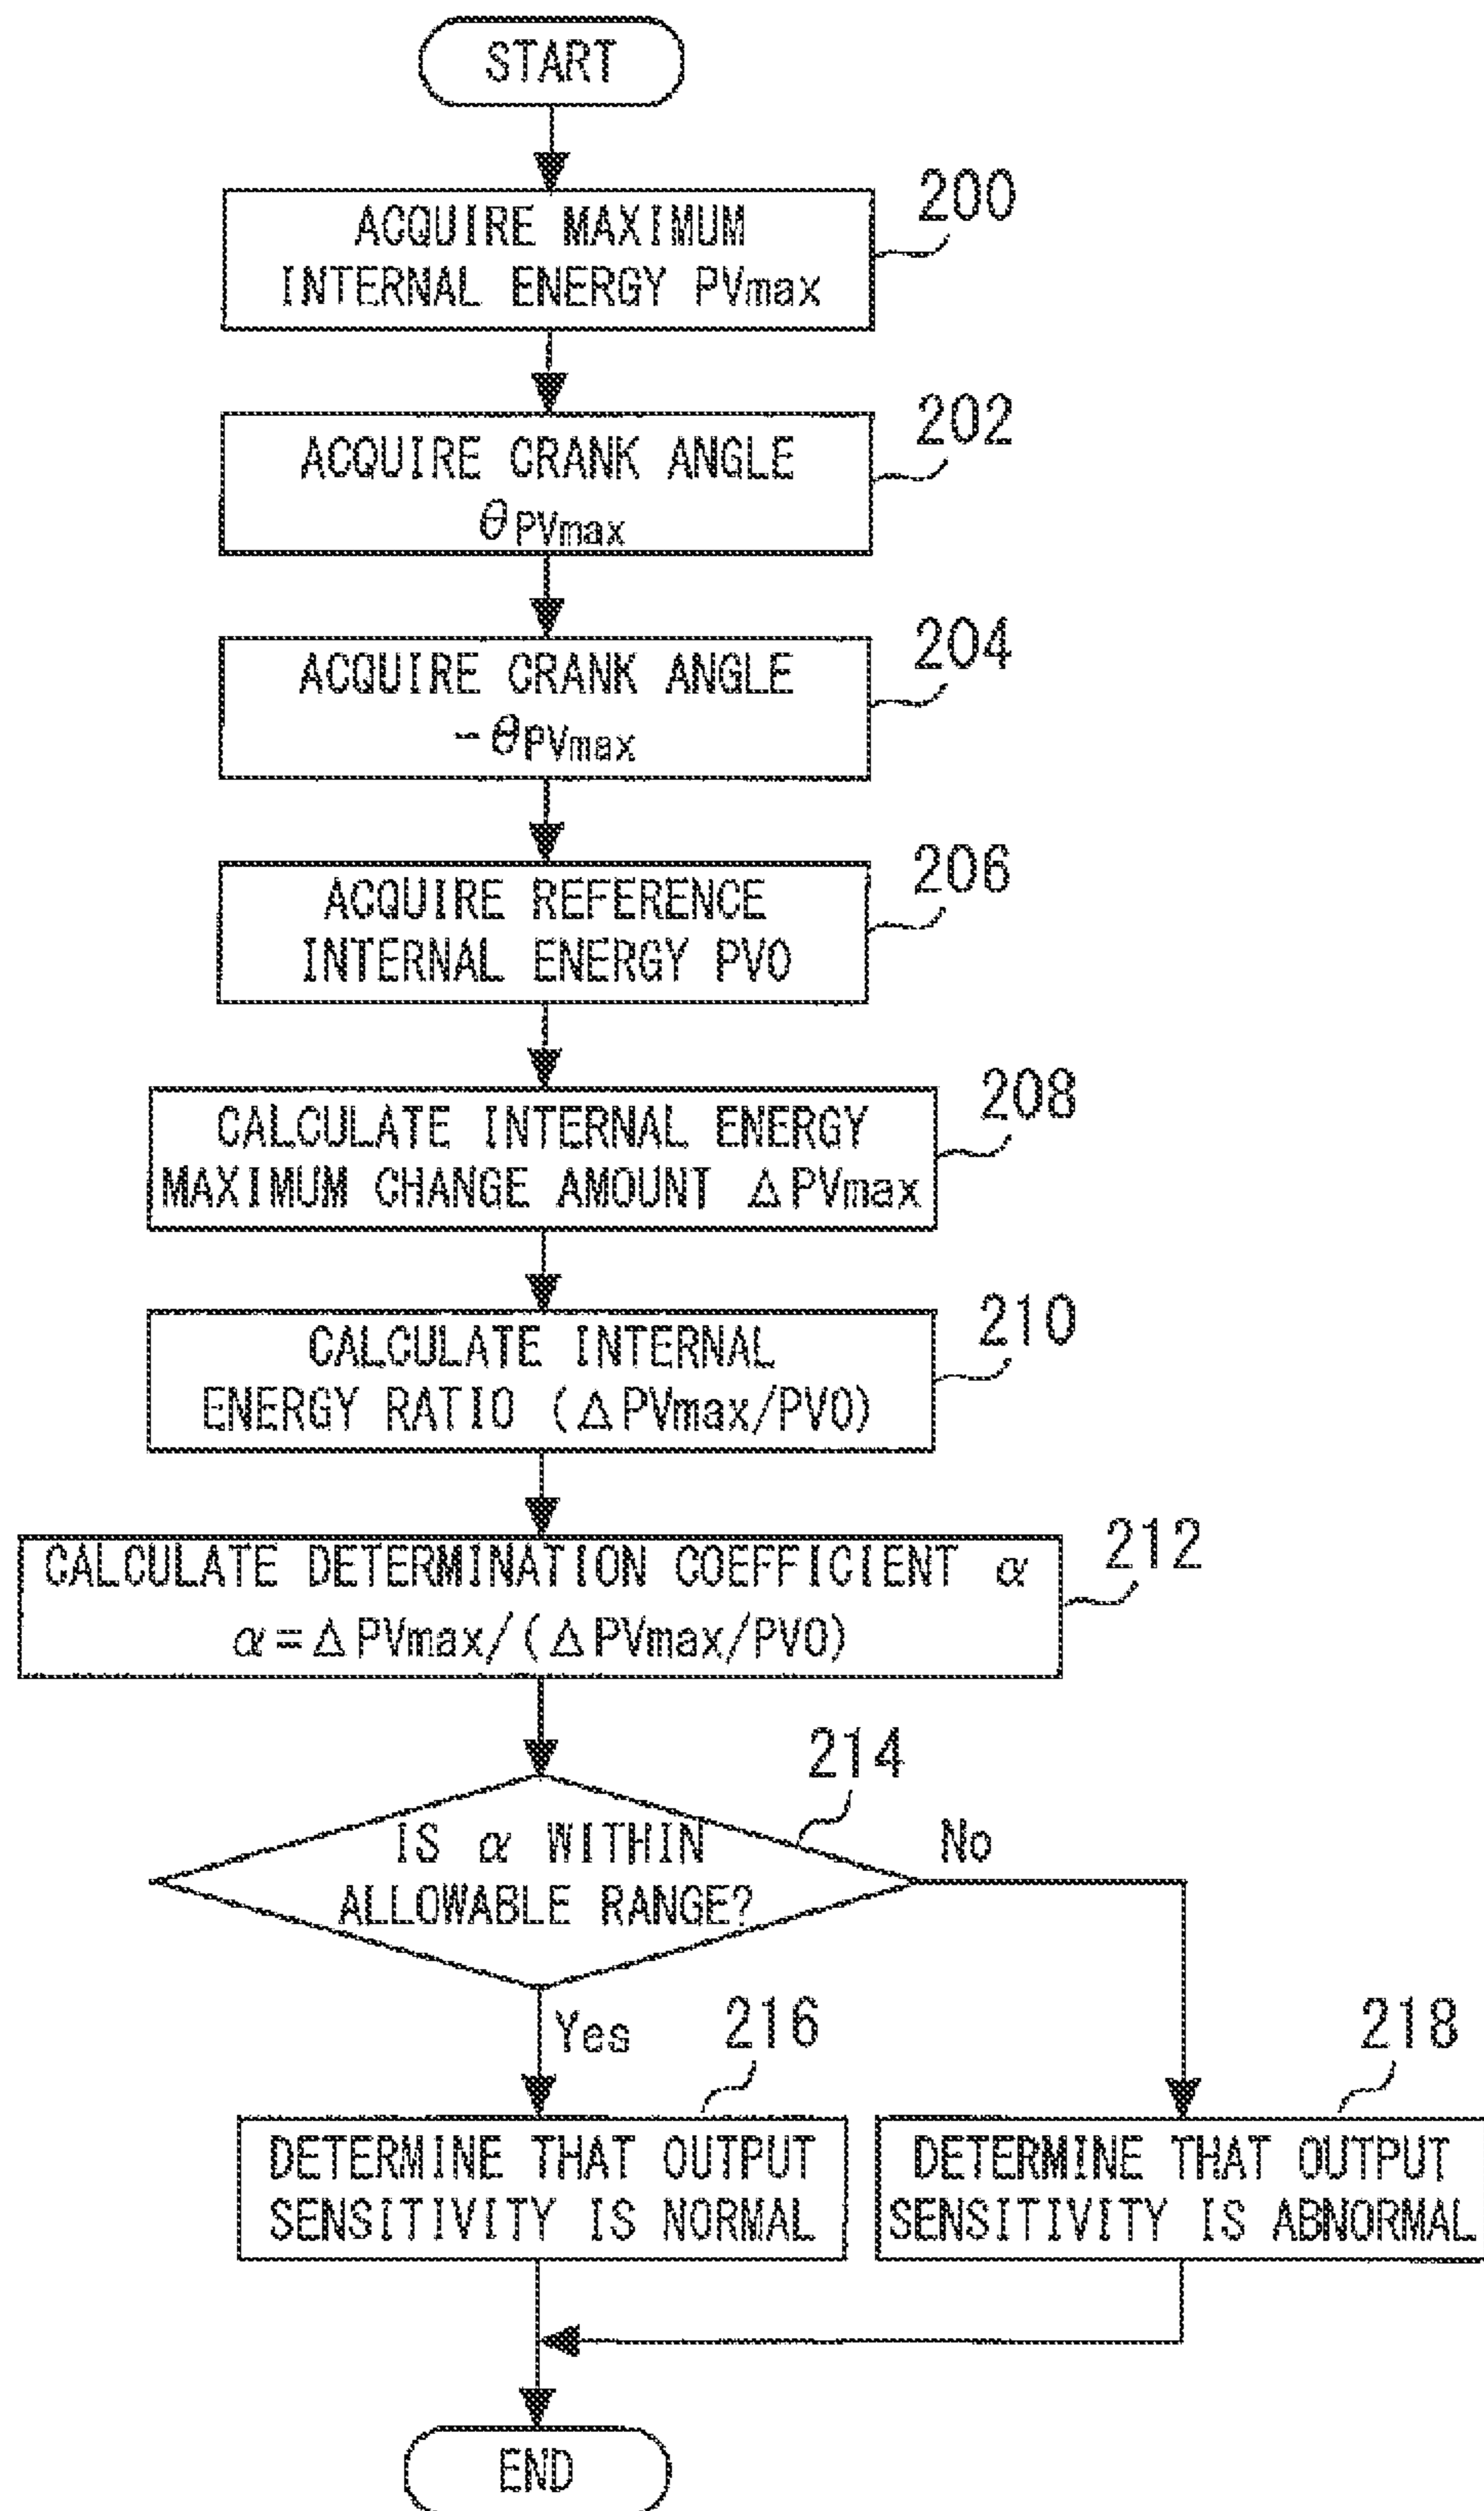 START
200
ACQUIRE MAXIMUM
INTERNAL ENERGY PVmax
202
ACQUIRE CRANK ANGLE
θPVmax
204
ACQUIRE CRANK ANGLE
-θPVmax
206
ACQUIRE REFERENCE
INTERNAL ENERGY PV0
208
CALCULATE INTERNAL ENERGY
MAXIMUM CHANGE AMOUNT ΔPVmax
210
CALCULATE INTERNAL
ENERGY RATIO (ΔPVmax/PV0)
212
CALCULATE DETERMINATION COEFFICIENT α
α=ΔPVmax/(ΔPVmax/PV0)
214
IS α WITHIN
ALLOWABLE RANGE?
No
Yes
216
DETERMINE THAT OUTPUT
SENSITIVITY IS NORMAL
218
DETERMINE THAT OUTPUT
SENSITIVITY IS ABNORMAL
END